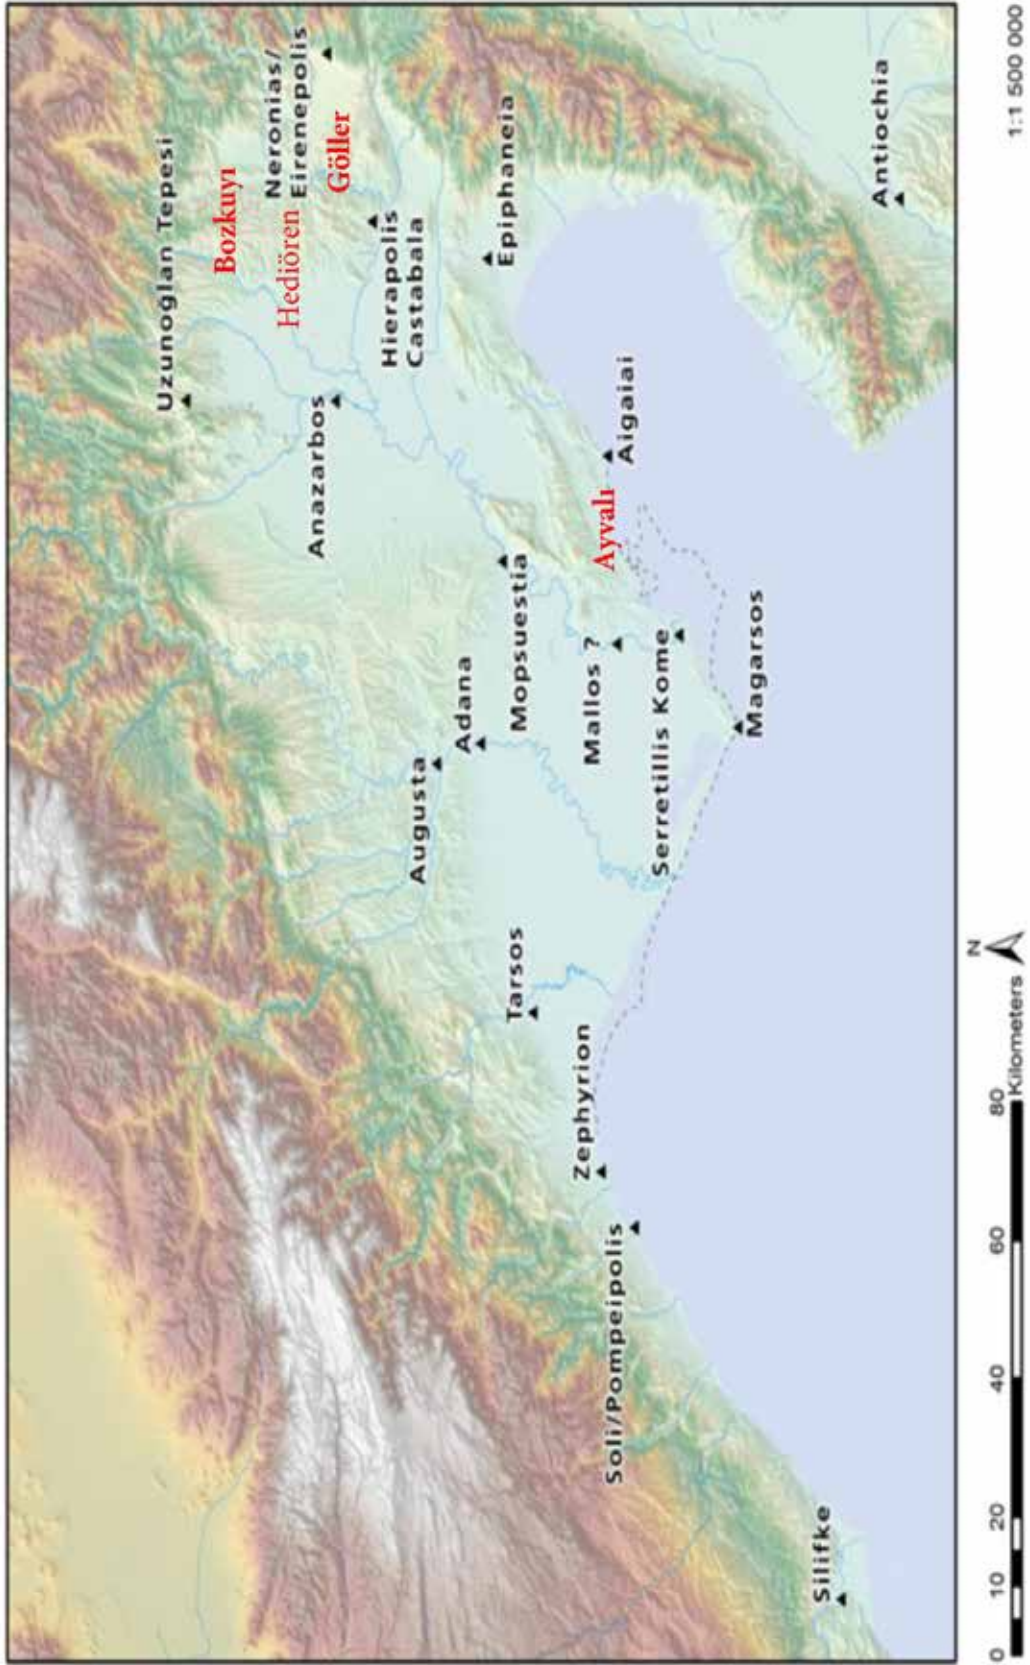 Uzunoglan Tepesi
Bozkuyı
Neronias/
Eirenepolis
Hediören
Göller
Anazarbos
Hierapolis
Castabala
Epiphaneia
Augusta
Adana
Mopsuestia
Ayvalı
Aigaiai
Tarsos
Mallos ?
Serretillis Kome
Zephyrion
Magarsos
Soli/Pompeipolis
Antiochia
Silifke
N
0 10 20 40 60 80
Kilometers
1:1 500 000